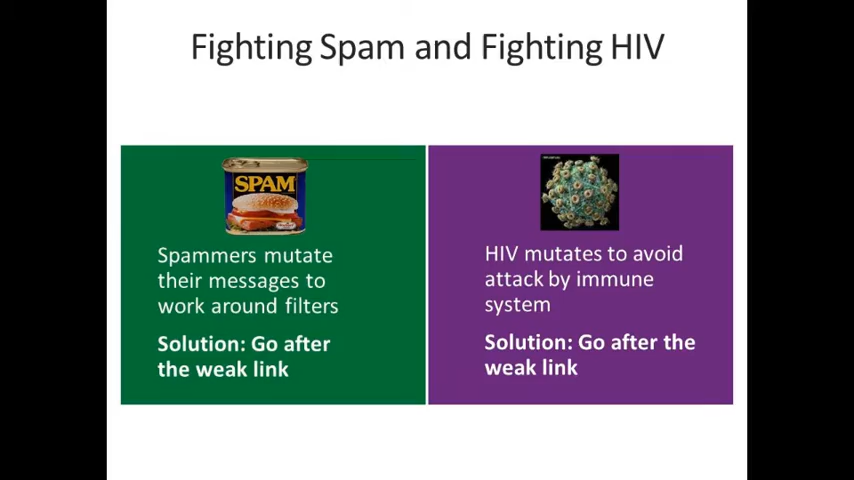 Fighting Spam and Fighting HIV
SPAM
Spammers mutate
their messages to
work around filters
Solution: Go after
the weak link
HIV mutates to avoid
attack by immune
system
Solution: Go after the
weak link